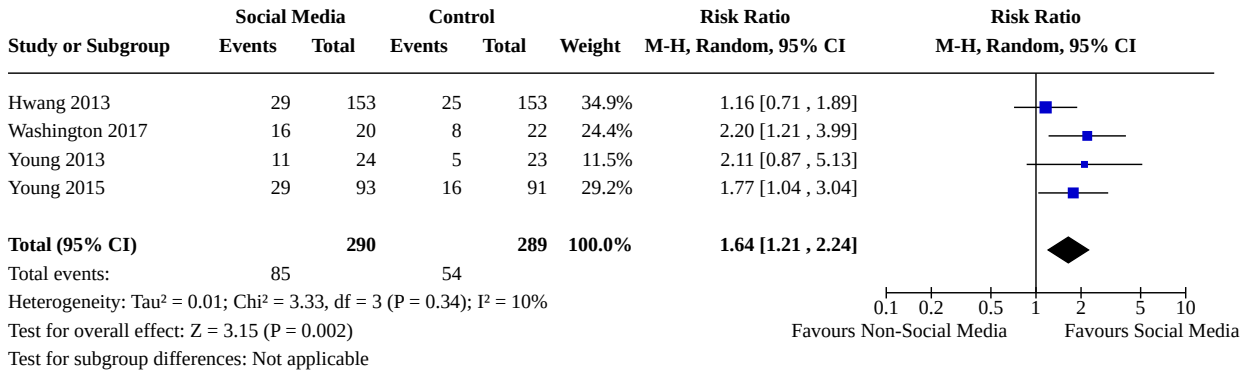 Social Media Control Risk Ratio Risk Ratio
Study or Subgroup Events Total Events Total Weight M-H, Random, 95% CI M-H, Random, 95% CI
Hwang 2013 29 153 25 153 34.9% 1.16 [0.71 , 1.89]
Washington 2017 16 20 8 22 24.4% 2.20 [1.21 , 3.99]
Young 2013 11 24 5 23 11.5% 2.11 [0.87 , 5.13]
Young 2015 29 93 16 91 29.2% 1.77 [1.04 , 3.04]
Total (95% CI) 290 289 100.0% 1.64 [1.21 , 2.24]
Total events: 85 54
Heterogeneity: Tau² = 0.01; Chi² = 3.33, df = 3 (P = 0.34); I² = 10%
0.1 0.2 0.5 1 2 5 10
Test for overall effect: Z = 3.15 (P = 0.002) Favours Non-Social Media Favours Social Media
Test for subgroup differences: Not applicable